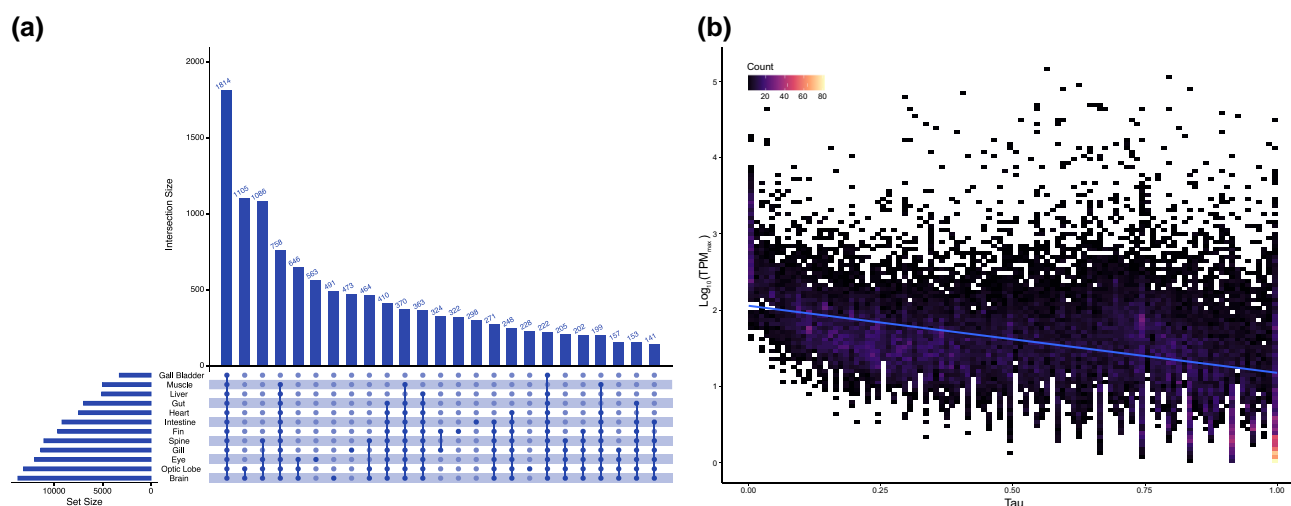 (a)
2000
1500
1000
500
0
Intersection Size
1814
1105
1086
758
646
563
491
473
464
410
370
363
324
322
298
271
248
228
222
205
202
199
157
153
141
Gall Bladder
Muscle
Liver
Gut
Heart
Intestine
Fin
Spine
Gill
Eye
Optic Lobe
Brain
10000 5000 0
Set Size
(b)
Count
20 40 60 80
5
4
3
2
1
0
Log10(TPMmax)
0.00 0.25 0.50 0.75 1.00
Tau